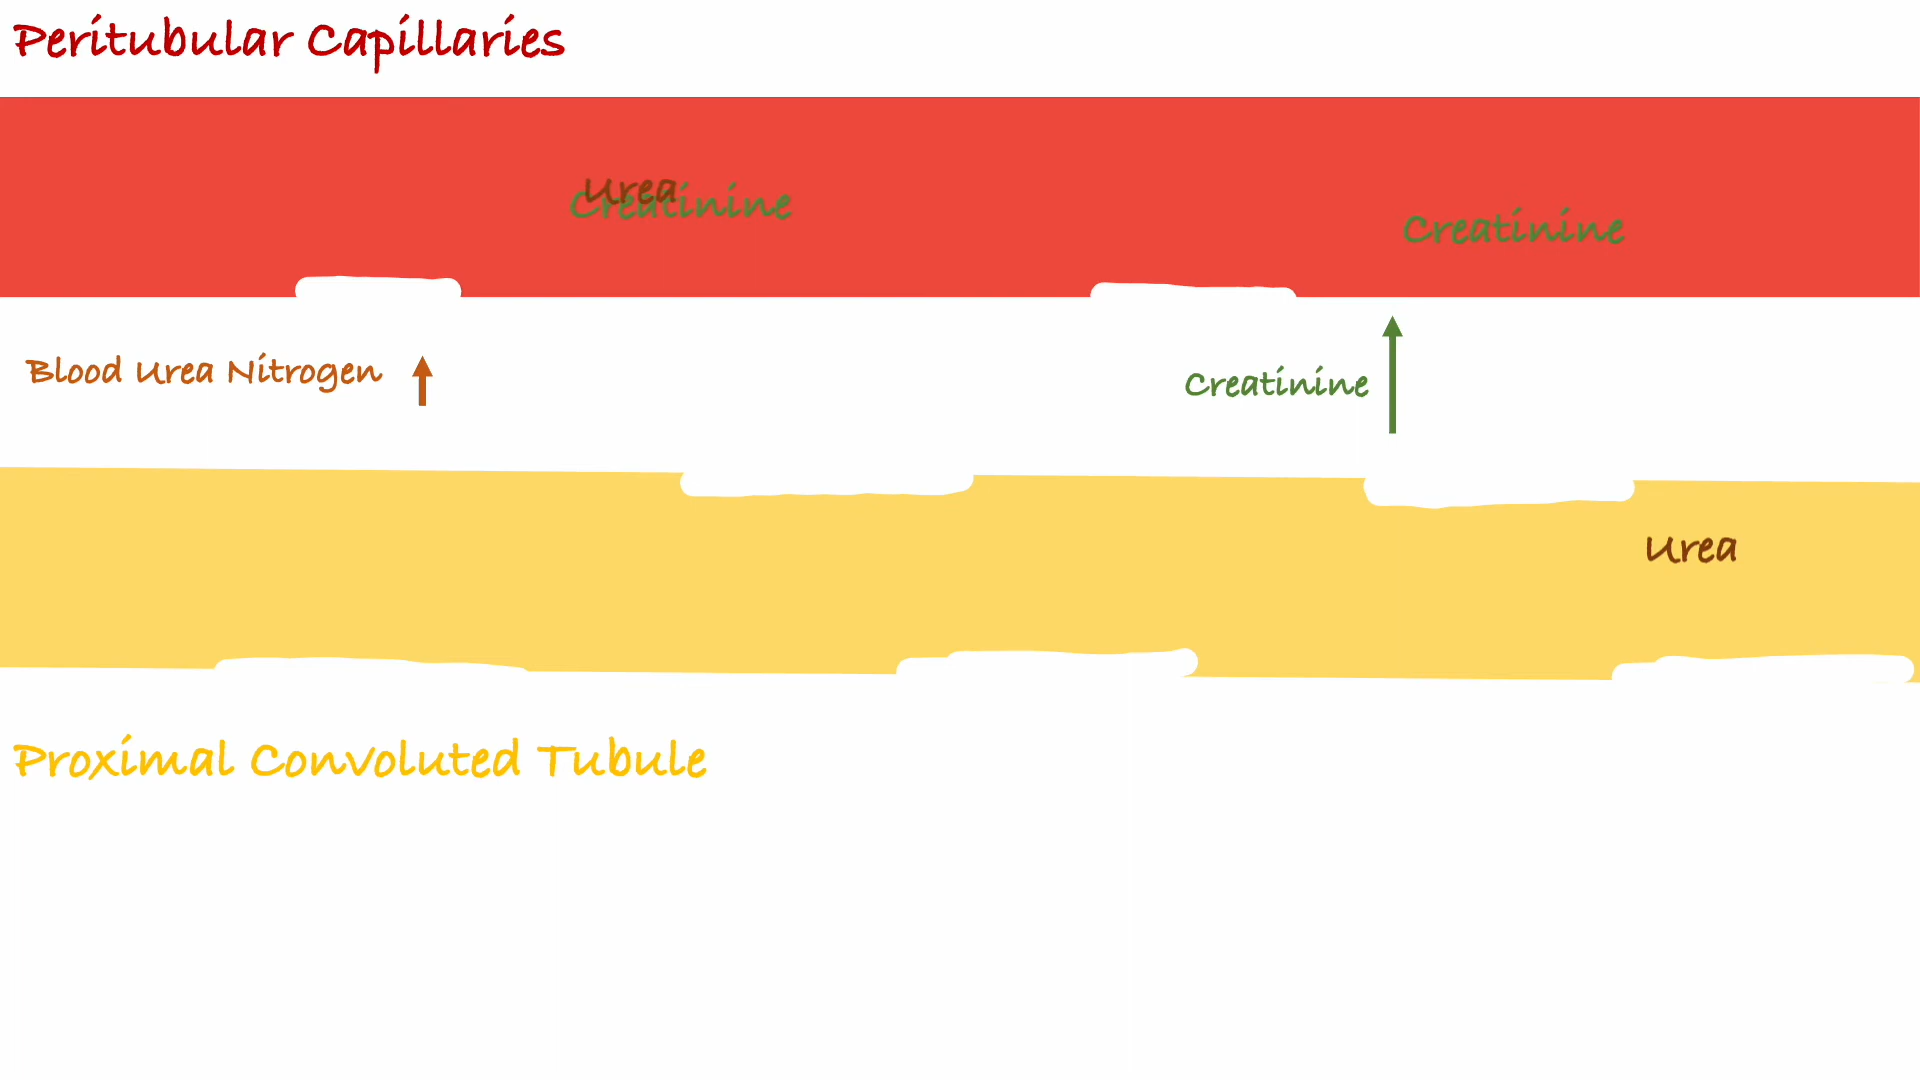 Peritubular Capillaries
Urea
Creatinine
Creatinine
Blood Urea Nitrogen
Creatinine
Urea
Proximal Convoluted Tubule